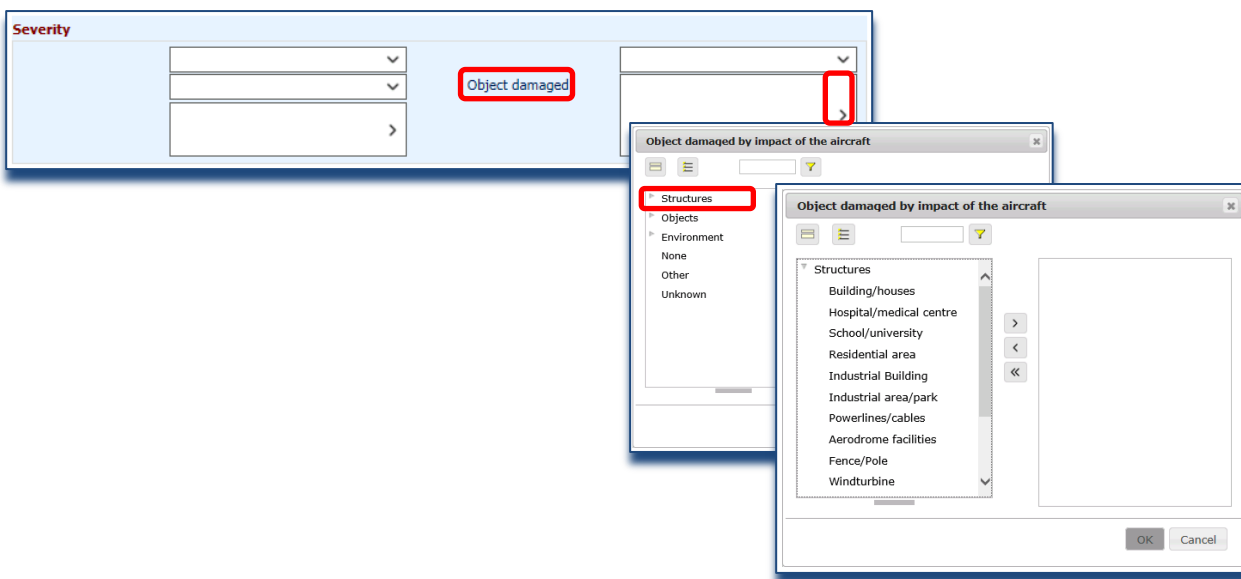 Severity
Object damaged
Object damaged by impact of the aircraft
Structures
Objects
Environment
None
Other
Unknown
Object damaged by impact of the aircraft
Structures
Building/houses
Hospital/medical centre
School/university
Residential area
Industrial Building
Industrial area/park
Powerlines/cables
Aerodrome facilities
Fence/Pole
Windturbine
OK Cancel